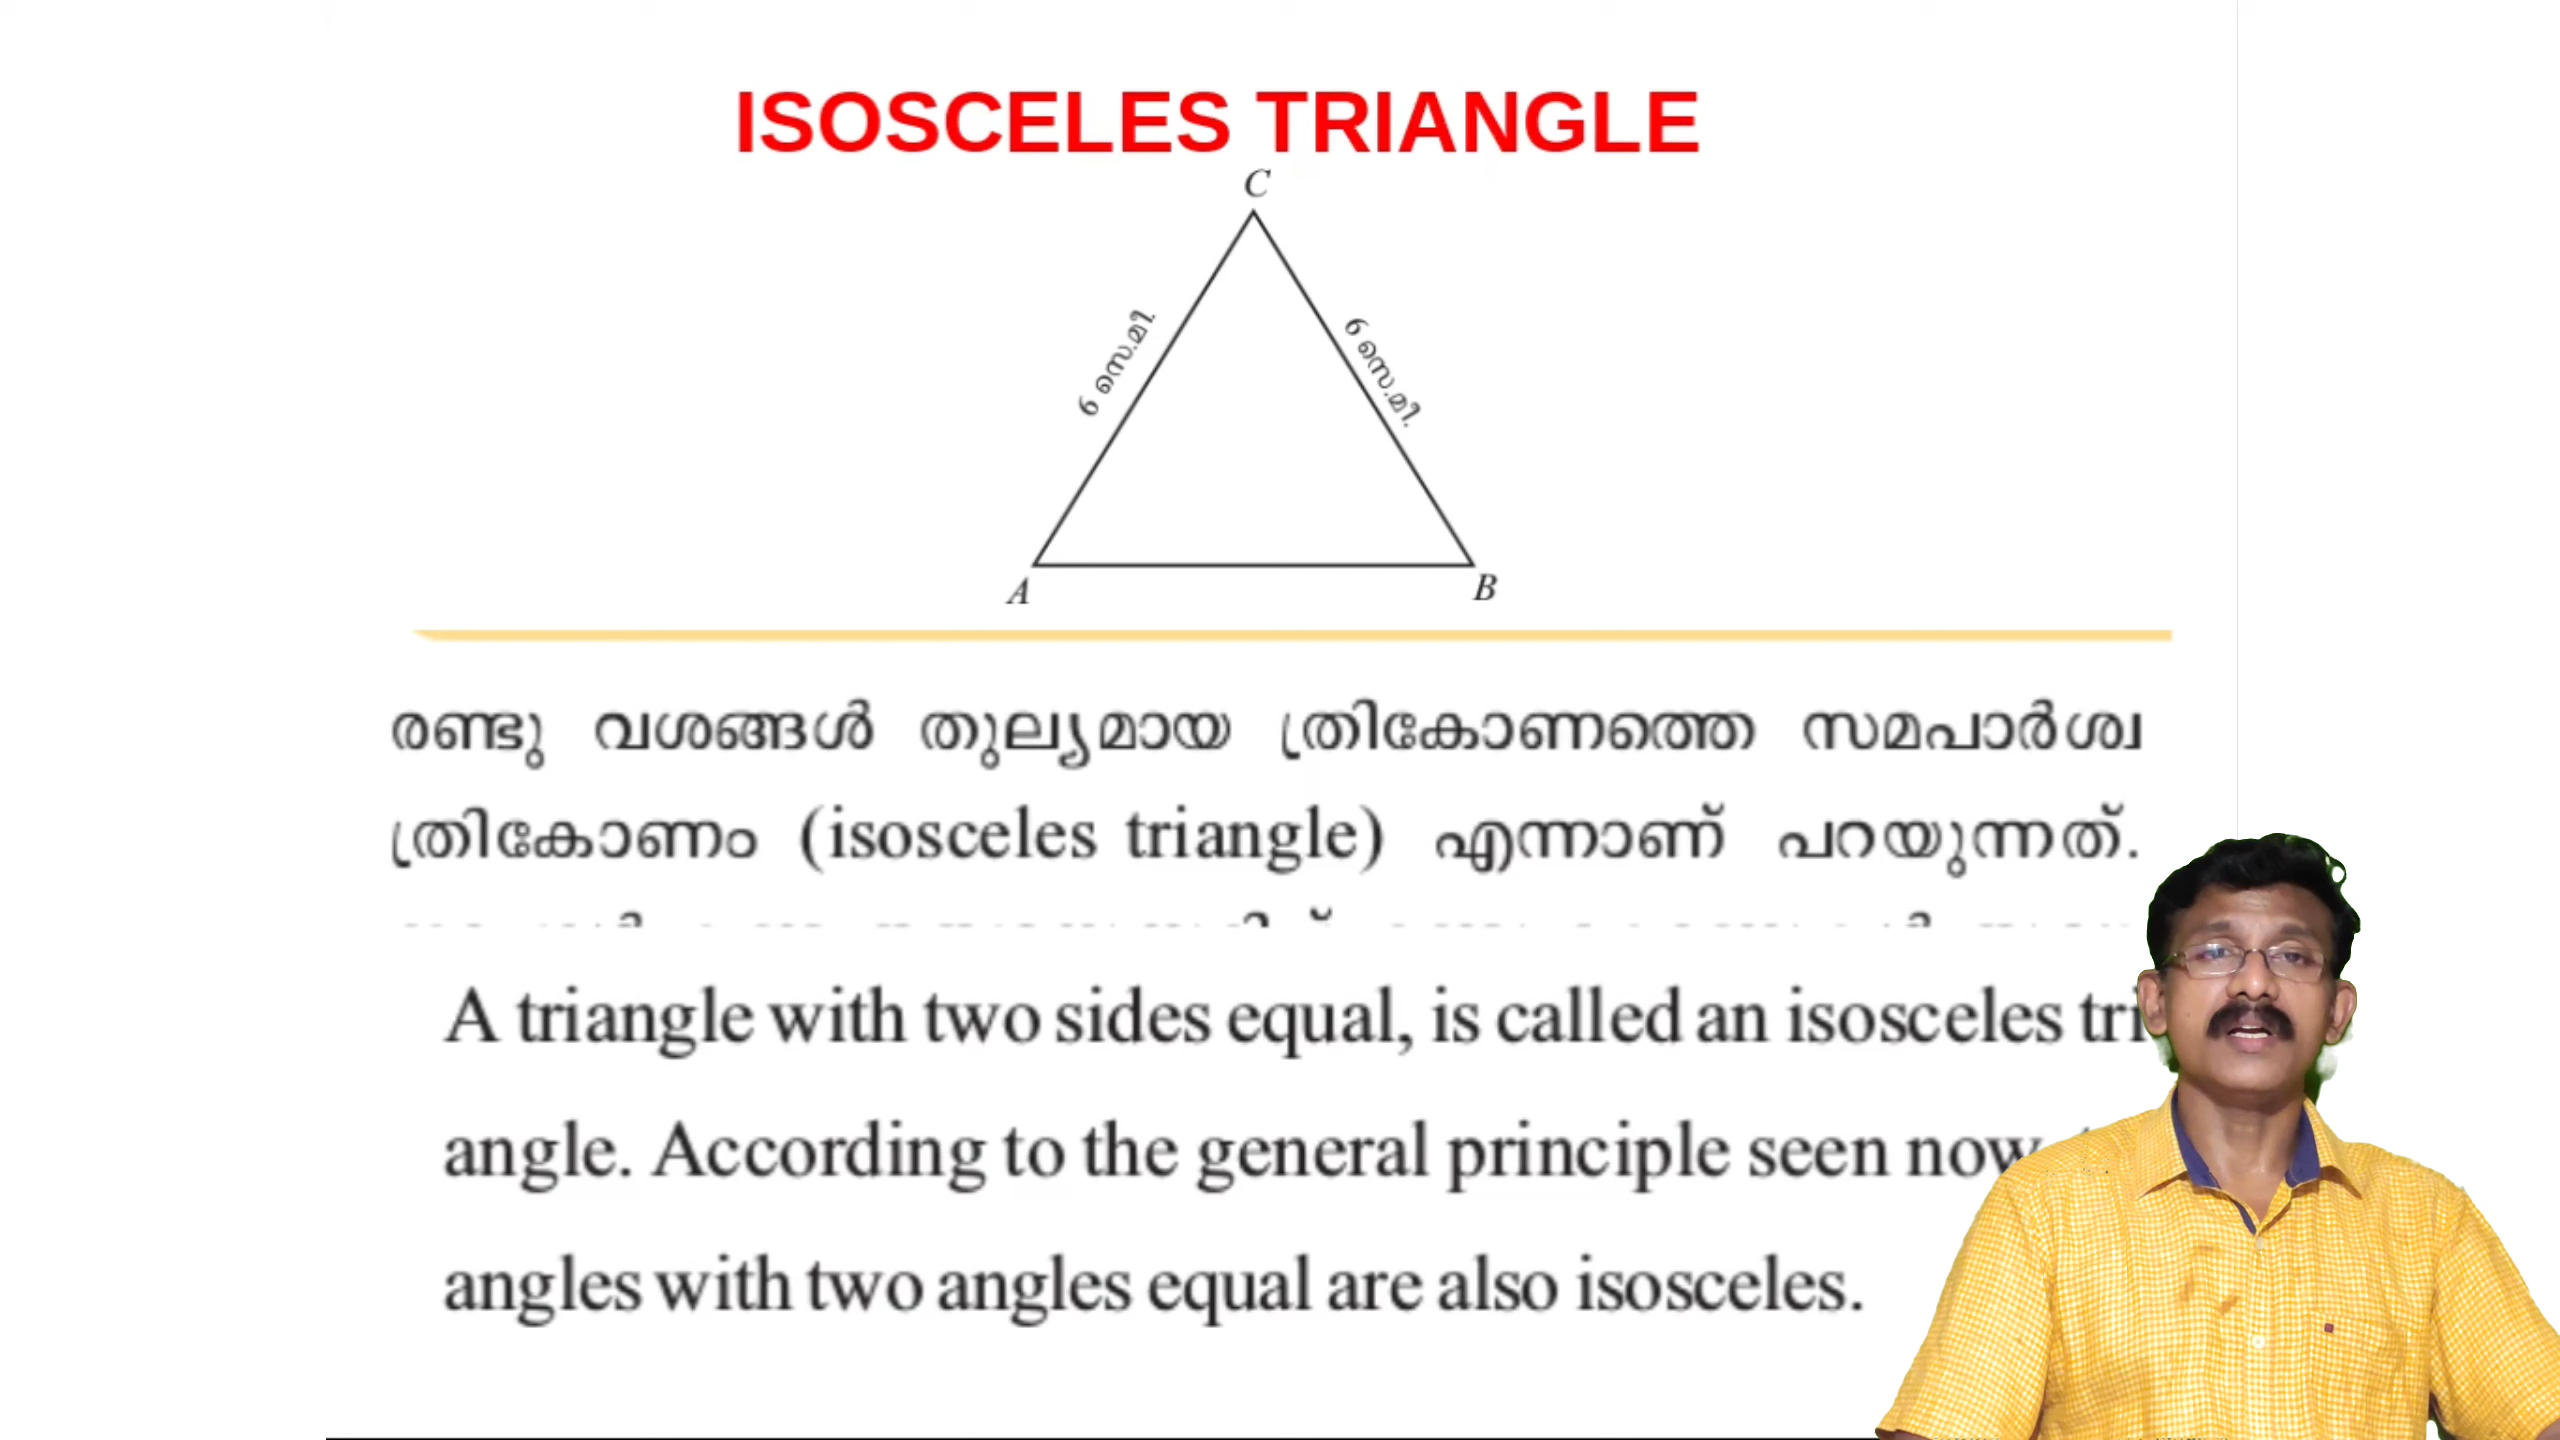 ISOSCELES TRIANGLE
C
6 സെ.മീ.
6 സെ.മീ.
A
B
രണ്ടു വശങ്ങൾ തുല്യമായ ത്രികോണത്തെ സമപാർശ്വ
ത്രികോണം (isosceles triangle) എന്നാണ് പറയുന്നത്.
A triangle with two sides equal, is called an isosceles tri
angle. According to the general principle seen now
angles with two angles equal are also isosceles.